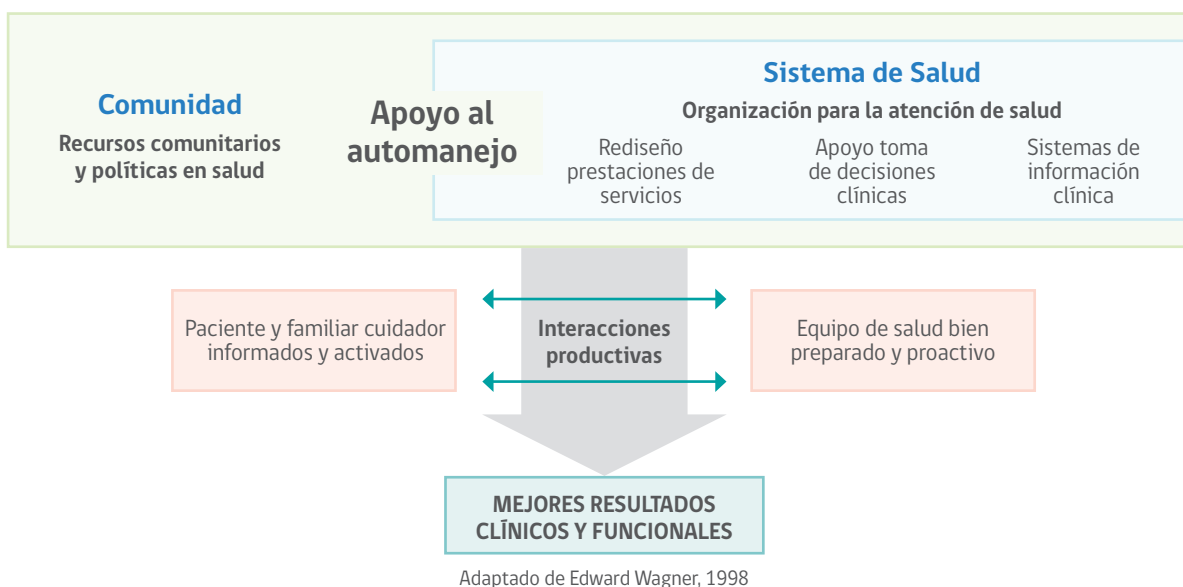 Comunidad
Recursos comunitarios
y políticas en salud
Apoyo al
automanejo
Sistema de Salud
Organización para la atención de salud
Rediseño
prestaciones de
servicios
Apoyo toma
de decisiones
clínicas
Sistemas de
información
clínica
Paciente y familiar cuidador
informados y activados
Interacciones
productivas
Equipo de salud bien
preparado y proactivo
MEJORES RESULTADOS
CLÍNICOS Y FUNCIONALES
Adaptado de Edward Wagner, 1998